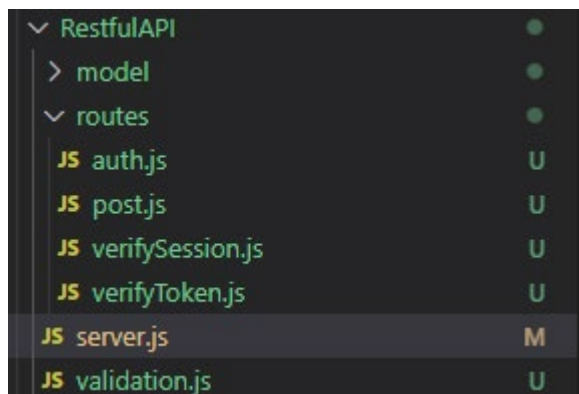 RestfulAPI
model
routes
JS auth.js U
JS post.js U
JS verifySession.js U
JS verifyToken.js U
JS server.js M
JS validation.js U